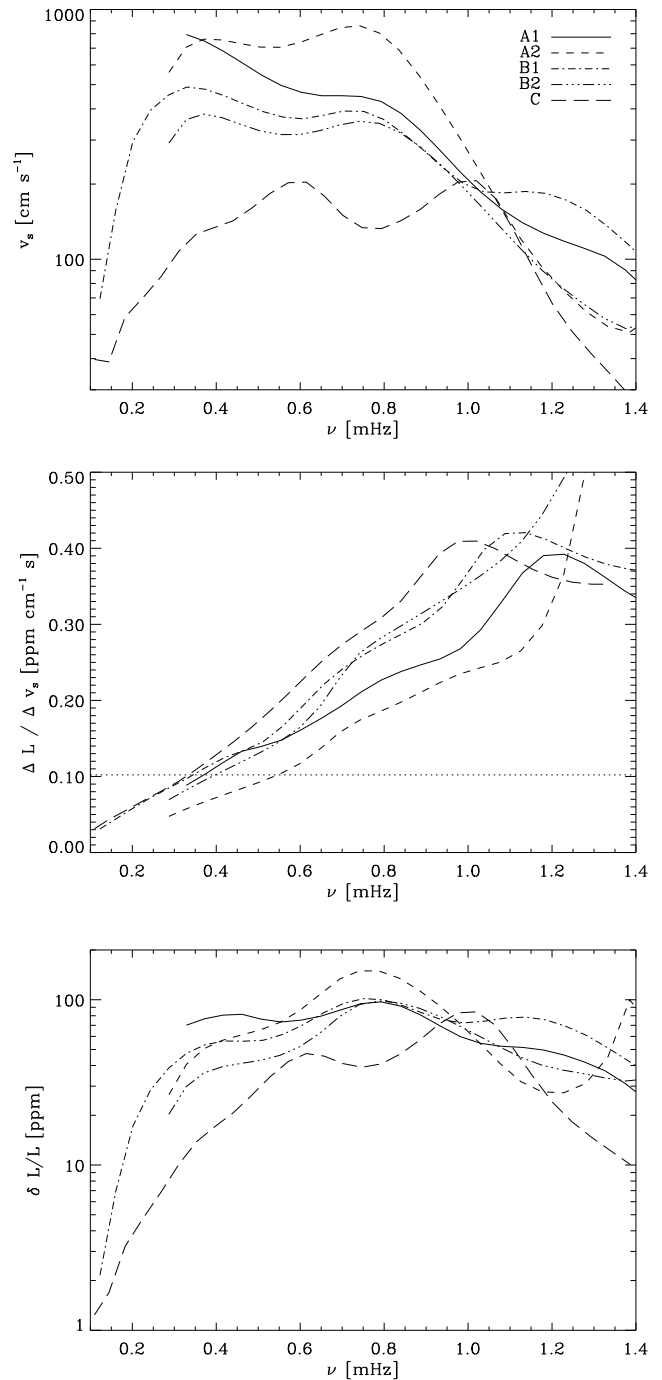 1000
A1
A2
B1
B2
C
vₛ [cm s⁻¹]
100
0.2 0.4 0.6 0.8 1.0 1.2 1.4
ν [mHz]
0.50
0.40
0.30
0.20
0.10
0.00
Δ L / Δ vₛ [ppm cm⁻¹ s]
0.2 0.4 0.6 0.8 1.0 1.2 1.4
ν [mHz]
100
10
1
δ L/L [ppm]
0.2 0.4 0.6 0.8 1.0 1.2 1.4
ν [mHz]